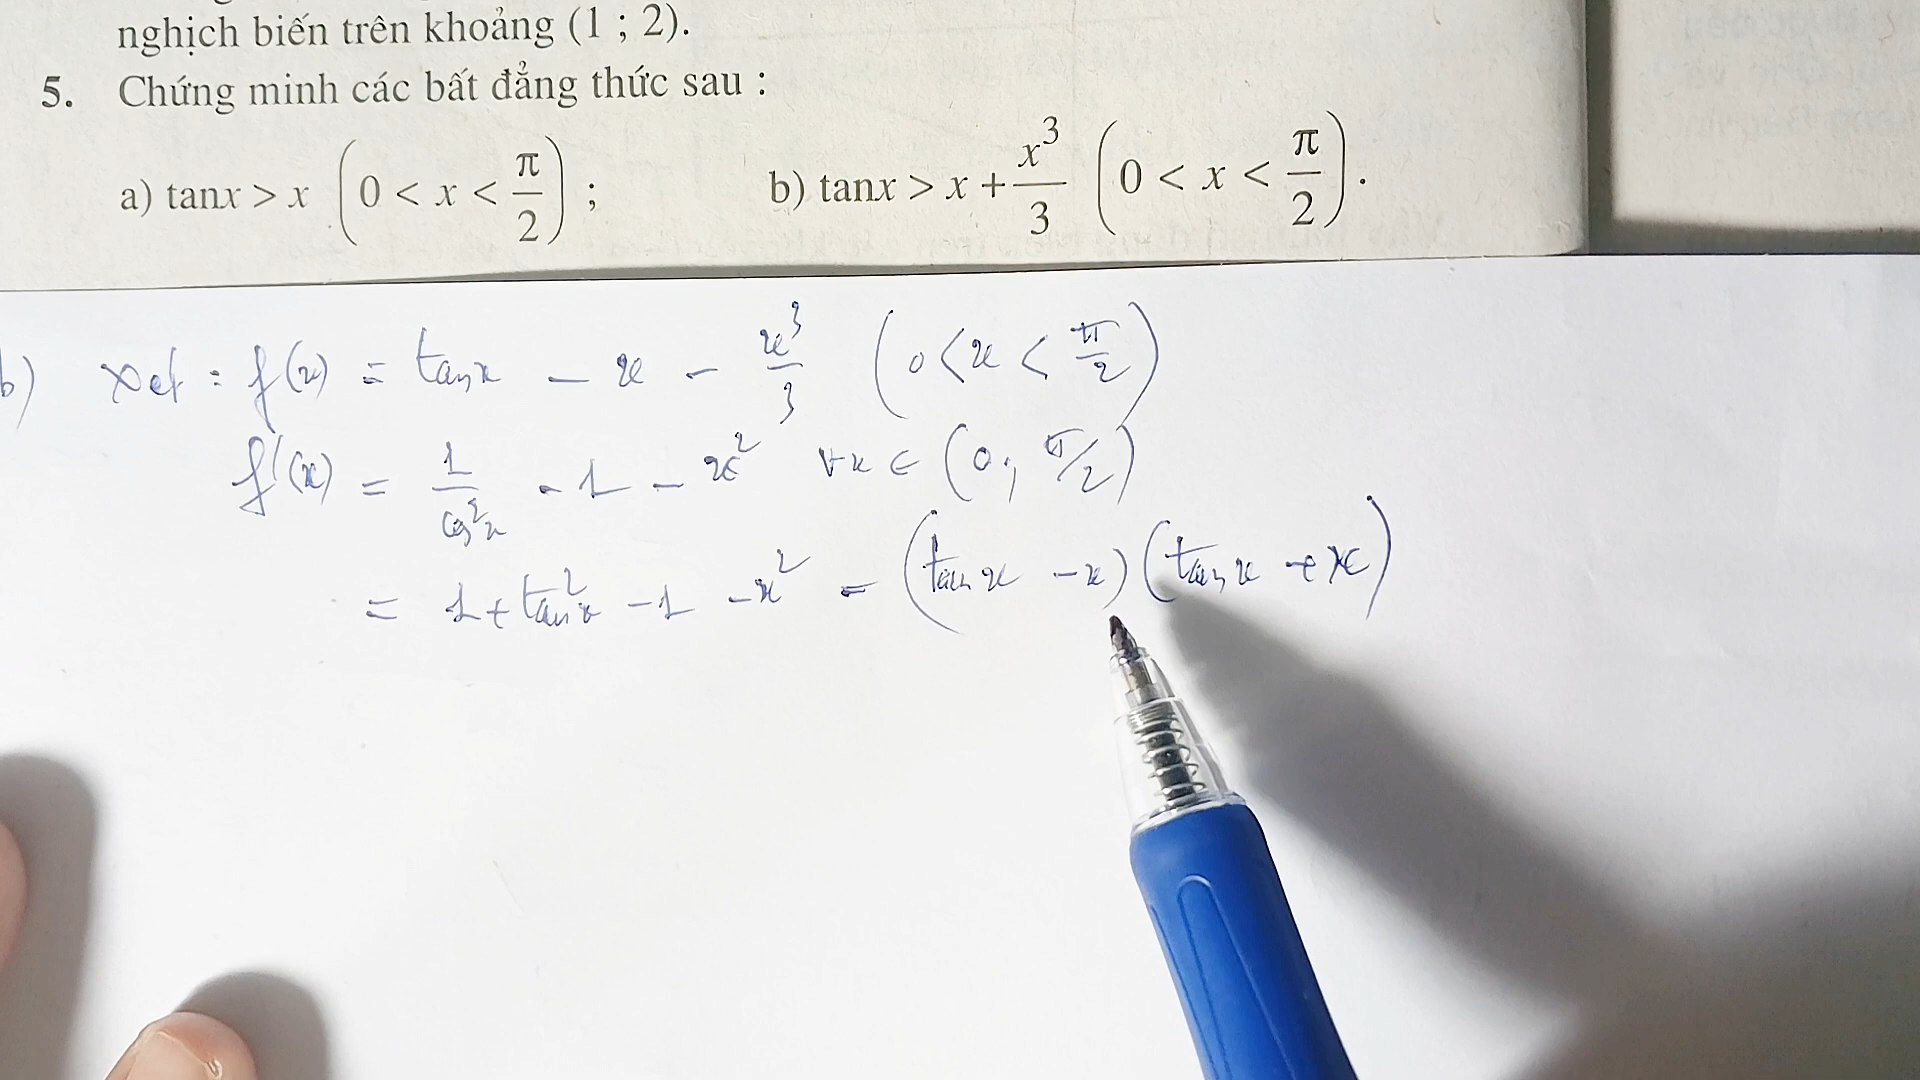 nghịch biến trên khoảng (1 ; 2).
5. Chứng minh các bất đẳng thức sau :
a) tanx > x (0 < x < π/2) ; b) tanx > x + x³/3 (0 < x < π/2).
b) Xét : f(x) = tanx - x - x³/3 (0 < x < π/2)
f'(x) = 1/cos²x - 1 - x² ∀x ∈ (0; π/2)
= 1 + tan²x - 1 - x² = (tanx - x)(tanx + x)